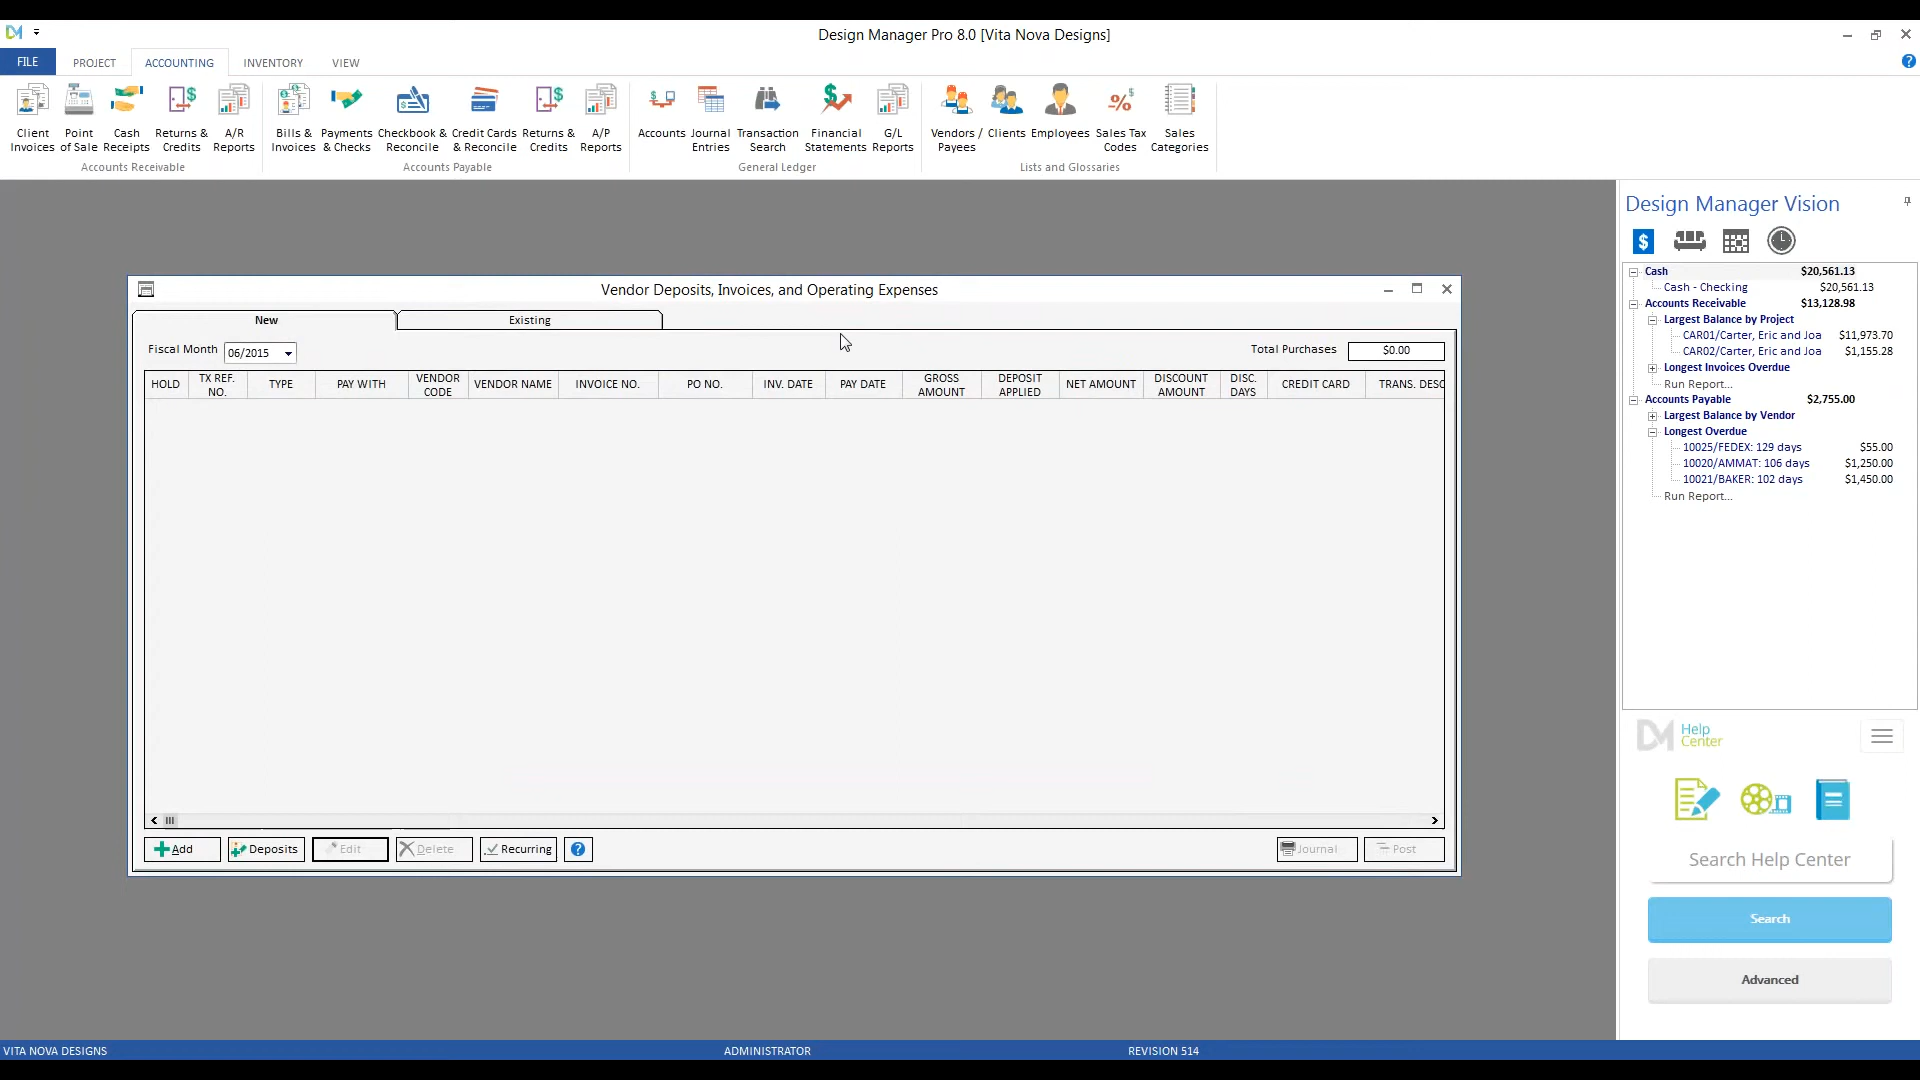 Design Manager Pro 8.0 [Vita Nova Designs]
FILE PROJECT ACCOUNTING INVENTORY VIEW
Client Invoices
Point of Sale
Cash Receipts
Returns & Credits
A/R Reports
Accounts Receivable
Bills & Invoices
Payments & Checks
Checkbook & Reconcile
Credit Cards & Reconcile
Returns & Credits
A/P Reports
Accounts Payable
Accounts
Journal Entries
Transaction Search
Financial Statements
G/L Reports
General Ledger
Vendors / Payees
Clients
Employees
Sales Tax Codes
Sales Categories
Lists and Glossaries
Vendor Deposits, Invoices, and Operating Expenses
New Existing
Fiscal Month 06/2015 Total Purchases $0.00
HOLD
TX REF. NO.
TYPE
PAY WITH
VENDOR CODE
VENDOR NAME
INVOICE NO.
PO NO.
INV. DATE
PAY DATE
GROSS AMOUNT
DEPOSIT APPLIED
NET AMOUNT
DISCOUNT AMOUNT
DISC. DAYS
CREDIT CARD
TRANS. DESC
Add Deposits Edit Delete Recurring ? Journal Post
Design Manager Vision
Cash $20,561.13
Cash - Checking $20,561.13
Accounts Receivable $13,128.98
Largest Balance by Project
CAR01/Carter, Eric and Joa $11,973.70
CAR02/Carter, Eric and Joa $1,155.28
Longest Invoices Overdue
Run Report...
Accounts Payable $2,755.00
Largest Balance by Vendor
Longest Overdue
10025/FEDEX: 129 days $55.00
10020/AMMAT: 106 days $1,250.00
10021/BAKER: 102 days $1,450.00
Run Report...
DM Help Center
Search Help Center
Search
Advanced
VITA NOVA DESIGNS ADMINISTRATOR REVISION 514